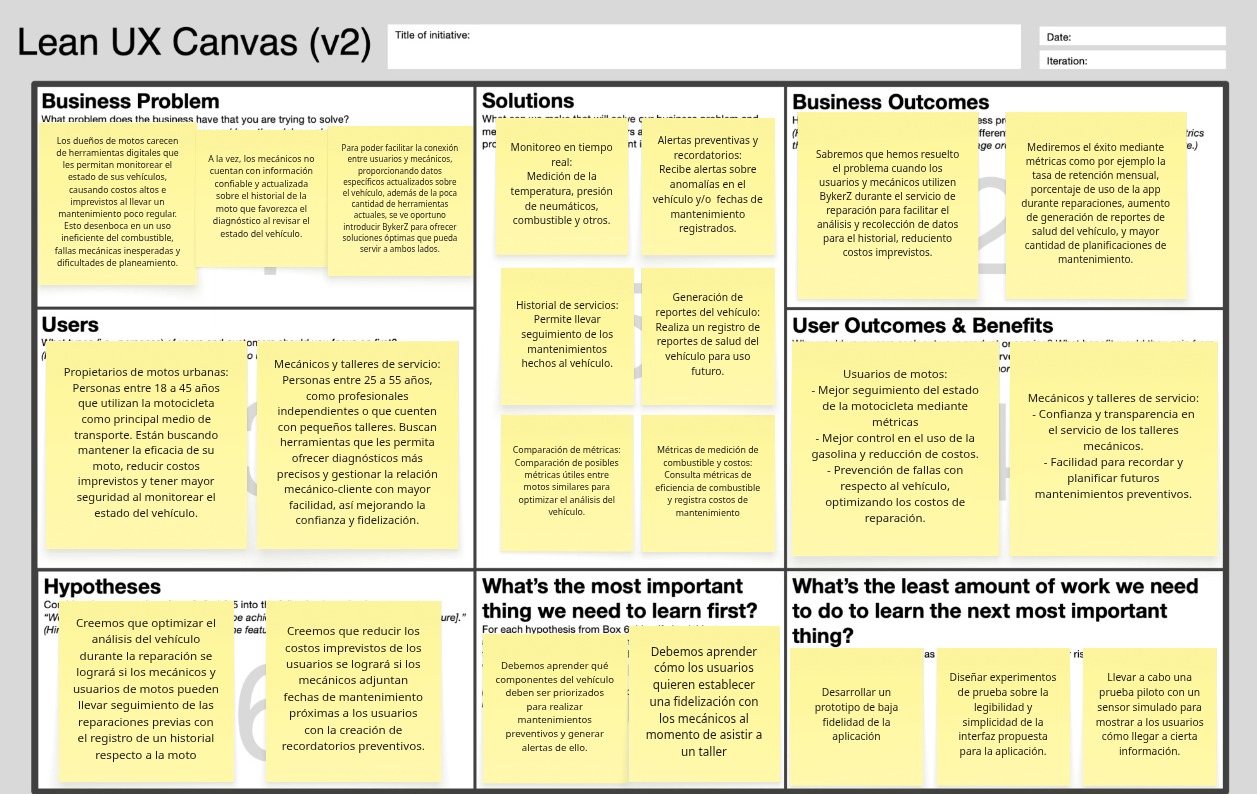 Lean UX Canvas (v2)
Title of initiative:
Date:
Iteration:
Business Problem
What problem does the business have that you are trying to solve?
Los dueños de motos carecen
de herramientas digitales que
les permitan monitorear el
estado de sus vehículos,
causando costos altos e
imprevistos al llevar un
mantenimiento poco regular.
Esto desenboca en un uso
ineficiente del combustible,
fallas mecánicas inesperadas y
dificultades de planeamiento.
A la vez, los mecánicos no
cuentan con información
confiable y actualizada
sobre el historial de la
moto que favorezca el
diagnóstico al revisar el
estado del vehículo.
Para poder facilitar la conexión
entre usuarios y mecánicos,
proporcionando datos
específicos actualizados sobre
el vehículo, además de la poca
cantidad de herramientas
actuales, se ve oportuno
introducir BykerZ para ofrecer
soluciones óptimas que pueda
servir a ambos lados.
Solutions
Monitoreo en tiempo
real:
Medición de la
temperatura, presión
de neumáticos,
combustible y otros.
Alertas preventivas y
recordatorios:
Recibe alertas sobre
anomalías en el
vehículo y/o fechas de
mantenimiento
registrados.
Historial de servicios:
Permite llevar
seguimiento de los
mantenimientos
hechos al vehículo.
Generación de
reportes del vehículo:
Realiza un registro de
reportes de salud del
vehículo para uso
futuro.
Comparación de métricas:
Comparación de posibles
métricas útiles entre
motos similares para
optimizar el análisis del
vehículo.
Métricas de medición de
combustible y costos:
Consulta métricas de
eficiencia de combustible
y registra costos de
mantenimiento
Business Outcomes
Sabremos que hemos resuelto
el problema cuando los
usuarios y mecánicos utilizen
BykerZ durante el servicio de
reparación para facilitar el
análisis y recolección de datos
para el historial, reduciento
costos imprevistos.
Mediremos el éxito mediante
métricas como por ejemplo la
tasa de retención mensual,
porcentaje de uso de la app
durante reparaciones, aumento
de generación de reportes de
salud del vehículo, y mayor
cantidad de planificaciones de
mantenimiento.
Users
Propietarios de motos urbanas:
Personas entre 18 a 45 años
que utilizan la motocicleta
como principal medio de
transporte. Están buscando
mantener la eficacia de su
moto, reducir costos
imprevistos y tener mayor
seguridad al monitorear el
estado del vehículo.
Mecánicos y talleres de servicio:
Personas entre 25 a 55 años,
como profesionales
independientes o que cuenten
con pequeños talleres. Buscan
herramientas que les permita
ofrecer diagnósticos más
precisos y gestionar la relación
mecánico-cliente con mayor
facilidad, así mejorando la
confianza y fidelización.
User Outcomes & Benefits
Usuarios de motos:
- Mejor seguimiento del estado
de la motocicleta mediante
métricas
- Mejor control en el uso de la
gasolina y reducción de costos.
- Prevención de fallas con
respecto al vehículo,
optimizando los costos de
reparación.
Mecánicos y talleres de servicio:
- Confianza y transparencia en
el servicio de los talleres
mecánicos.
- Facilidad para recordar y
planificar futuros
mantenimientos preventivos.
Hypotheses
Creemos que optimizar el
análisis del vehículo
durante la reparación se
logrará si los mecánicos y
usuarios de motos pueden
llevar seguimiento de las
reparaciones previas con
el registro de un historial
respecto a la moto
Creemos que reducir los
costos imprevistos de los
usuarios se logrará si los
mecánicos adjuntan
fechas de mantenimiento
próximas a los usuarios
con la creación de
recordatorios preventivos.
6
What's the most important
thing we need to learn first?
For each hypothesis from Box 6
Debemos aprender qué
componentes del vehículo
deben ser priorizados
para realizar
mantenimientos
preventivos y generar
alertas de ello.
Debemos aprender
cómo los usuarios
quieren establecer
una fidelización con
los mecánicos al
momento de asistir a
un taller
What's the least amount of work we need
to do to learn the next most important
thing?
Desarrollar un
prototipo de baja
fidelidad de la
aplicación
Diseñar experimentos
de prueba sobre la
legibilidad y
simplicidad de la
interfaz propuesta
para la aplicación.
Llevar a cabo una
prueba piloto con un
sensor simulado para
mostrar a los usuarios
cómo llegar a cierta
información.